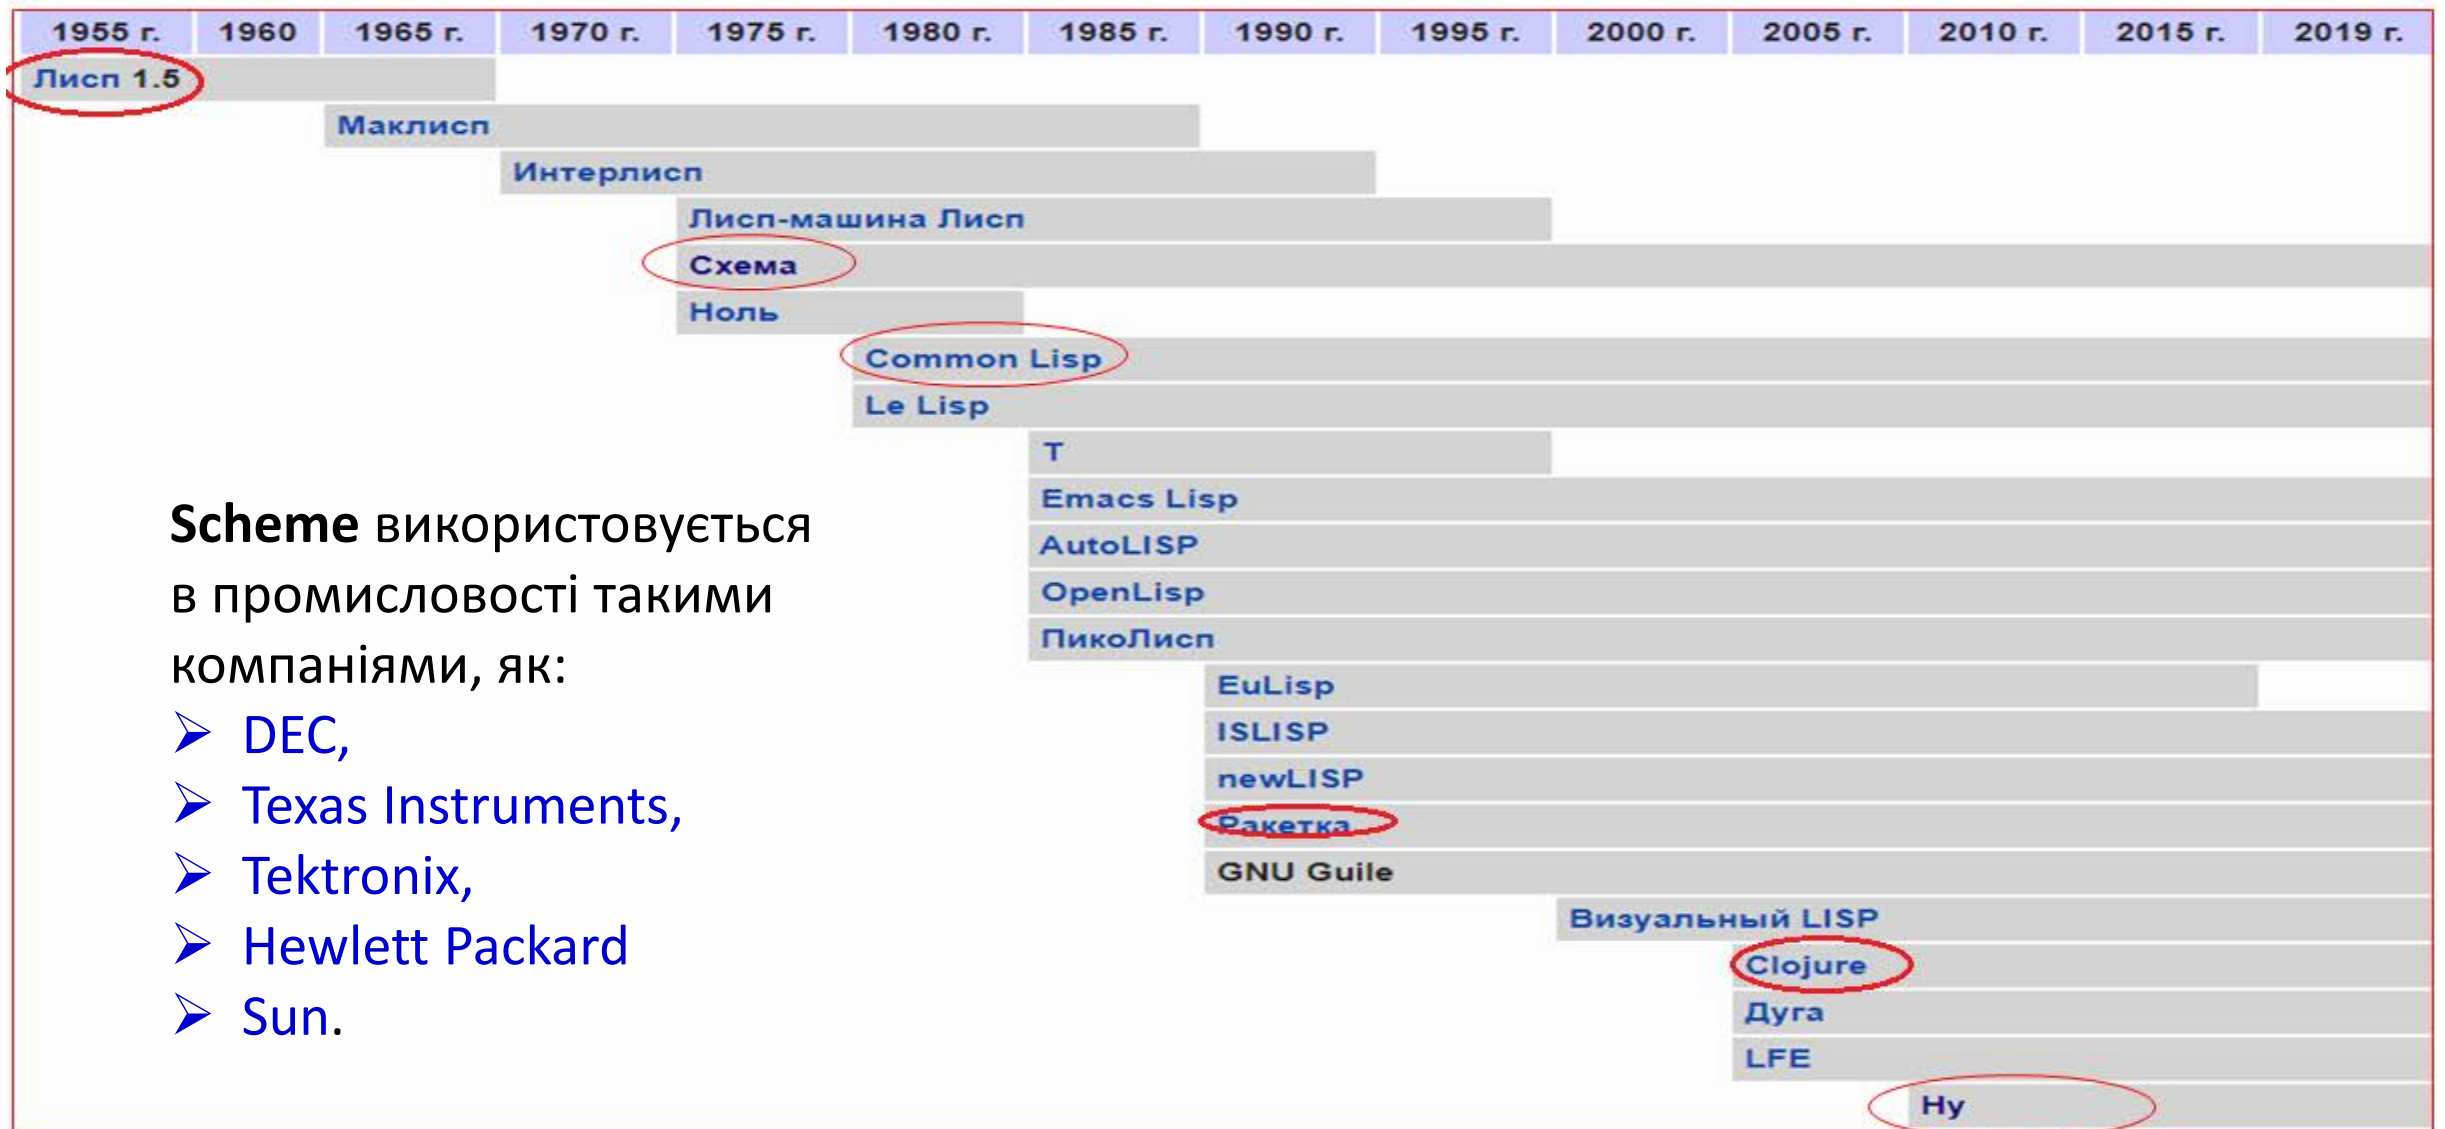 1955 г. 1960 1965 г. 1970 г. 1975 г. 1980 г. 1985 г. 1990 г. 1995 г. 2000 г. 2005 г. 2010 г. 2015 г. 2019 г.
Лисп 1.5
Маклисп
Интерлисп
Лисп-машина Лисп
Схема
Ноль
Common Lisp
Le Lisp
T
Emacs Lisp
AutoLISP
OpenLisp
ПикоЛисп
EuLisp
ISLISP
newLISP
Ракетка
GNU Guile
Визуальный LISP
Clojure
Дуга
LFE
Hy
Scheme використовується
в промисловості такими
компаніями, як:
➢ DEC,
➢ Texas Instruments,
➢ Tektronix,
➢ Hewlett Packard
➢ Sun.